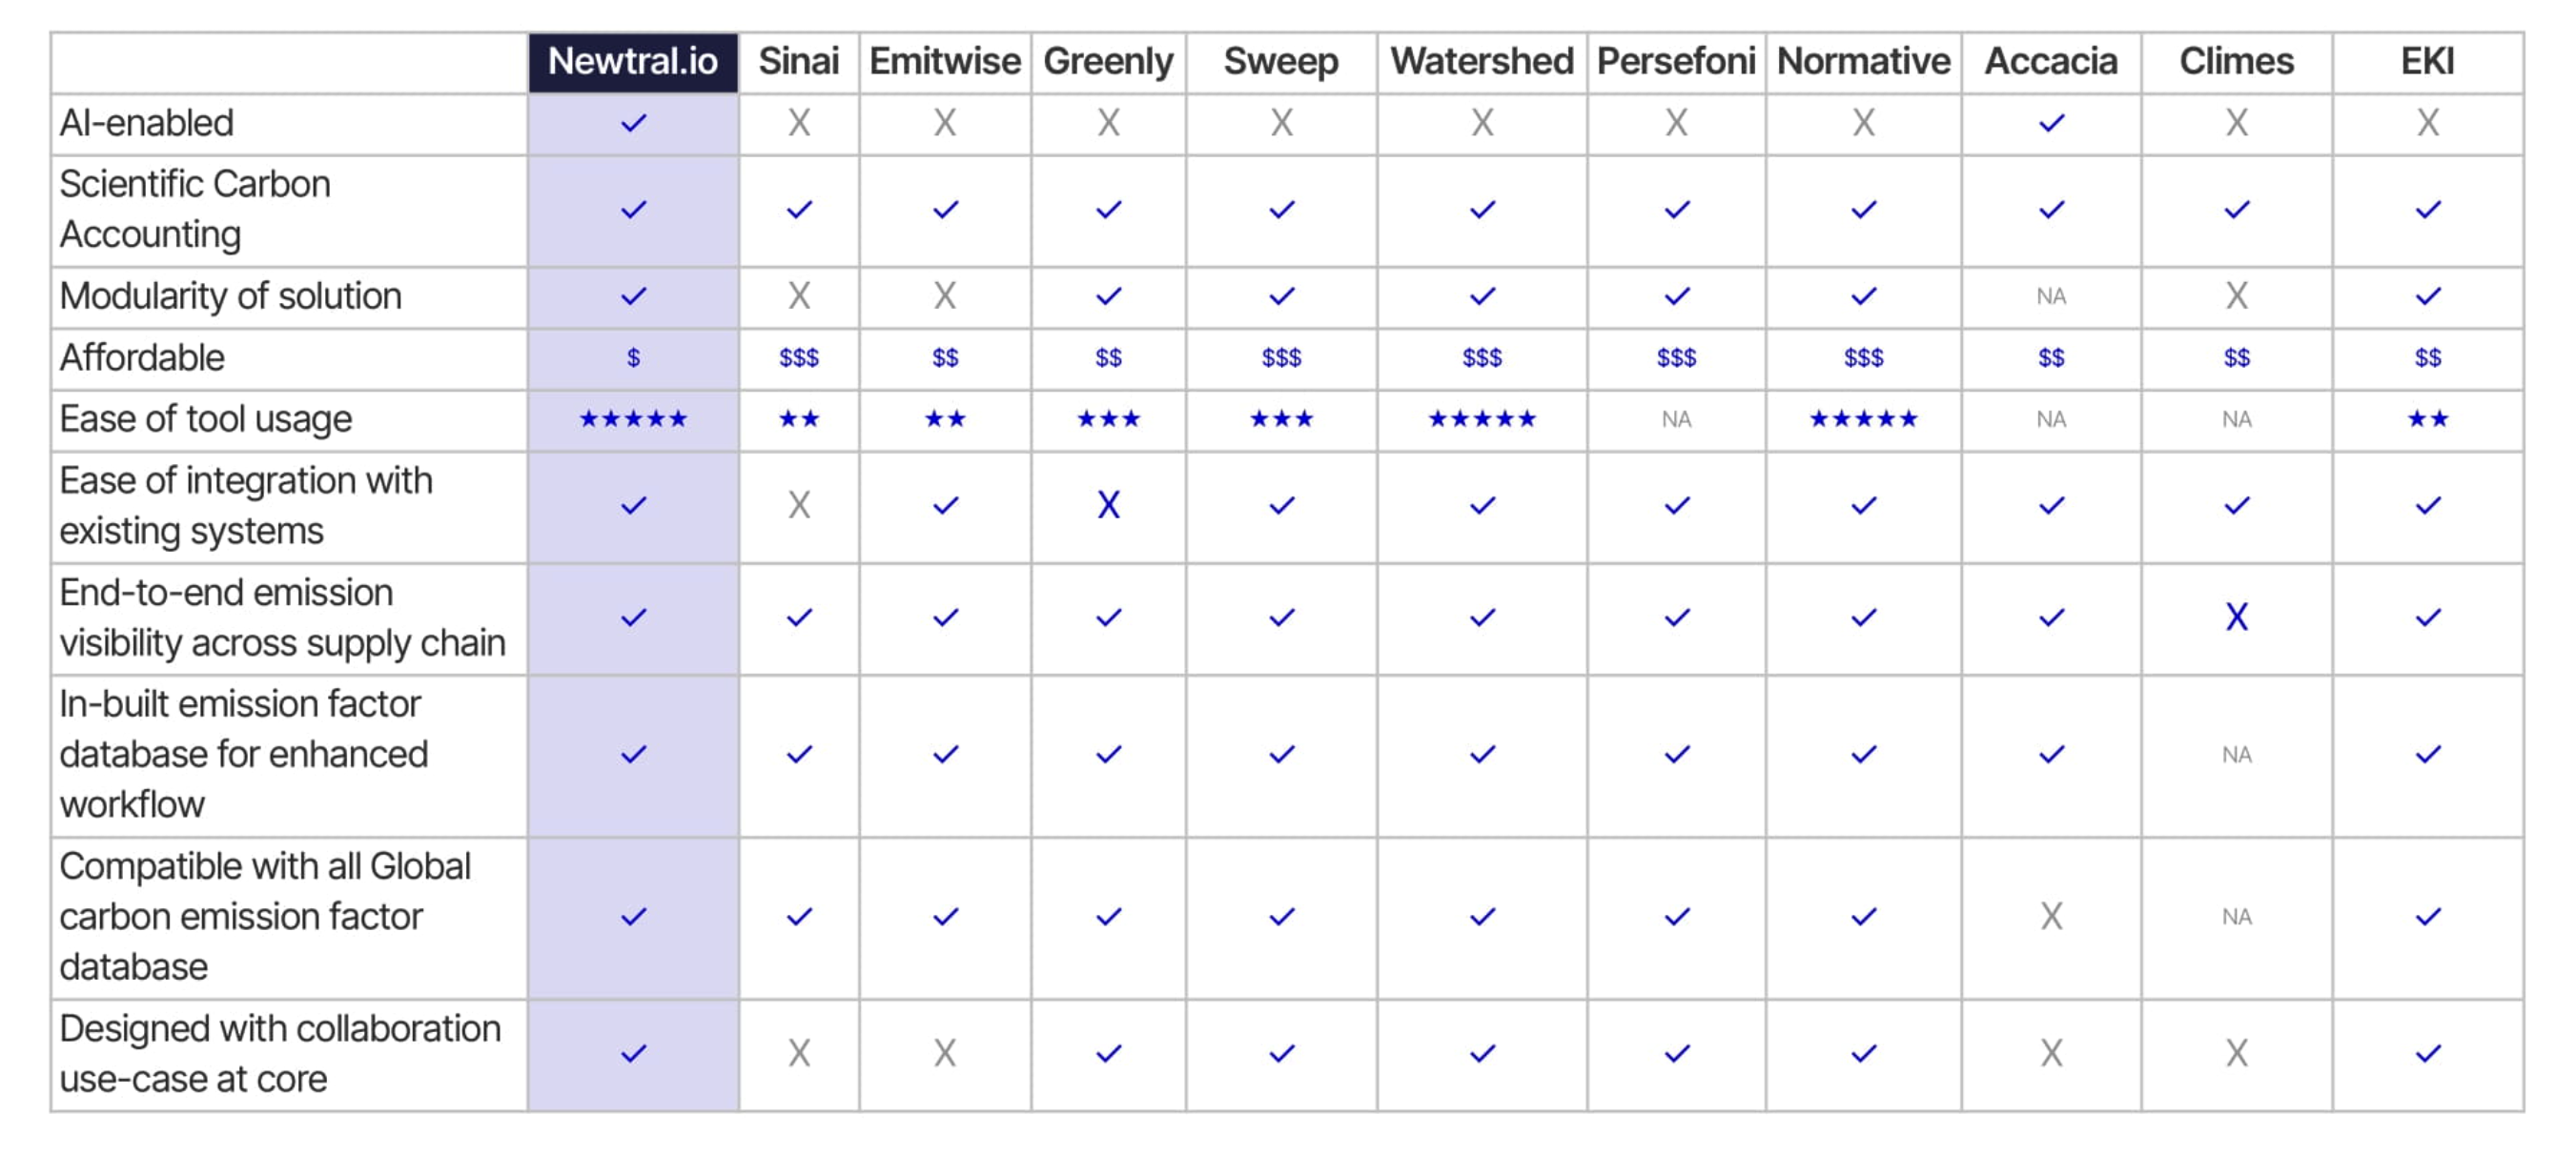 Newtral.io Sinai Emitwise Greenly Sweep Watershed Persefoni Normative Accacia Climes EKI
AI-enabled ✓ X X X X X X X ✓ X X
Scientific Carbon
Accounting ✓ ✓ ✓ ✓ ✓ ✓ ✓ ✓ ✓ ✓ ✓
Modularity of solution ✓ X X ✓ ✓ ✓ ✓ ✓ NA X ✓
Affordable $ $$$ $$ $$ $$$ $$$ $$$ $$$ $$ $$ $$
Ease of tool usage ★★★★★ ★★ ★★ ★★★ ★★★ ★★★★★ NA ★★★★★ NA NA ★★
Ease of integration with
existing systems ✓ X ✓ X ✓ ✓ ✓ ✓ ✓ ✓ ✓
End-to-end emission
visibility across supply chain ✓ ✓ ✓ ✓ ✓ ✓ ✓ ✓ ✓ X ✓
In-built emission factor
database for enhanced ✓ ✓ ✓ ✓ ✓ ✓ ✓ ✓ ✓ NA ✓
workflow
Compatible with all Global
carbon emission factor ✓ ✓ ✓ ✓ ✓ ✓ ✓ ✓ X NA ✓
database
Designed with collaboration
use-case at core ✓ X X ✓ ✓ ✓ ✓ ✓ X X ✓